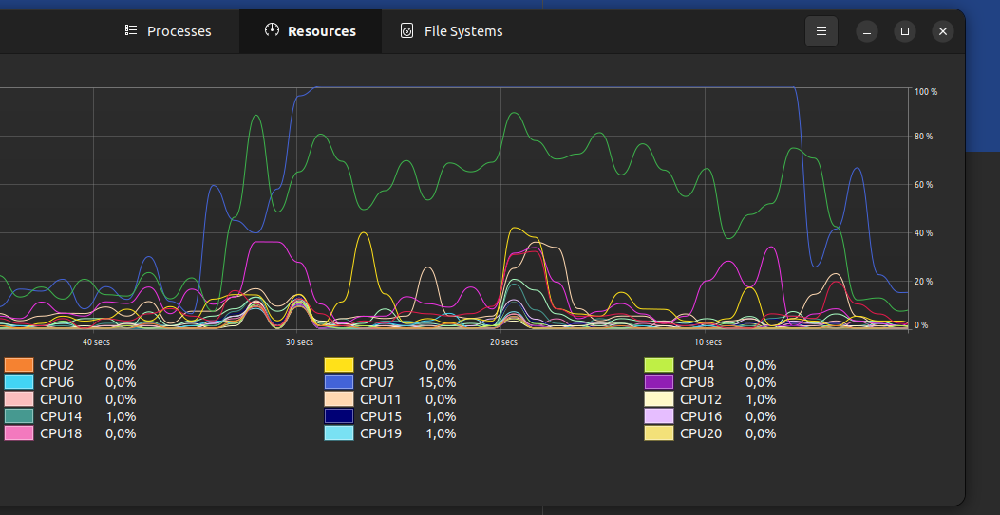 Processes Resources File Systems
100 %
80 %
60 %
40 %
20 %
0 %
40 secs 30 secs 20 secs 10 secs
CPU2 0,0% CPU3 0,0% CPU4 0,0%
CPU6 0,0% CPU7 15,0% CPU8 0,0%
CPU10 0,0% CPU11 0,0% CPU12 1,0%
CPU14 1,0% CPU15 1,0% CPU16 0,0%
CPU18 0,0% CPU19 1,0% CPU20 0,0%